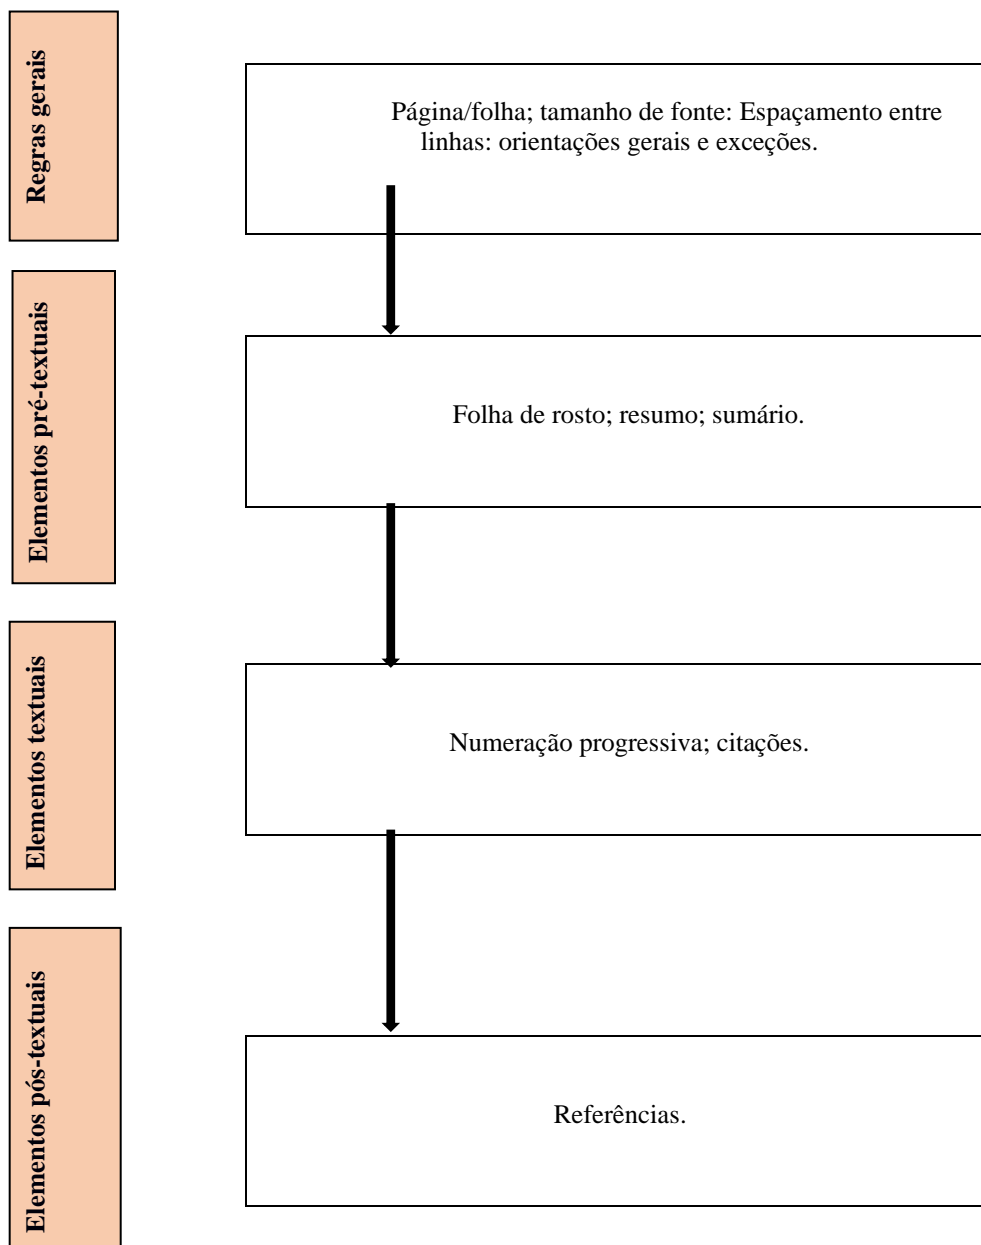 Regras gerais
Página/folha; tamanho de fonte: Espaçamento entre
linhas: orientações gerais e exceções.
Elementos pré-textuais
Folha de rosto; resumo; sumário.
Elementos textuais
Numeração progressiva; citações.
Elementos pós-textuais
Referências.